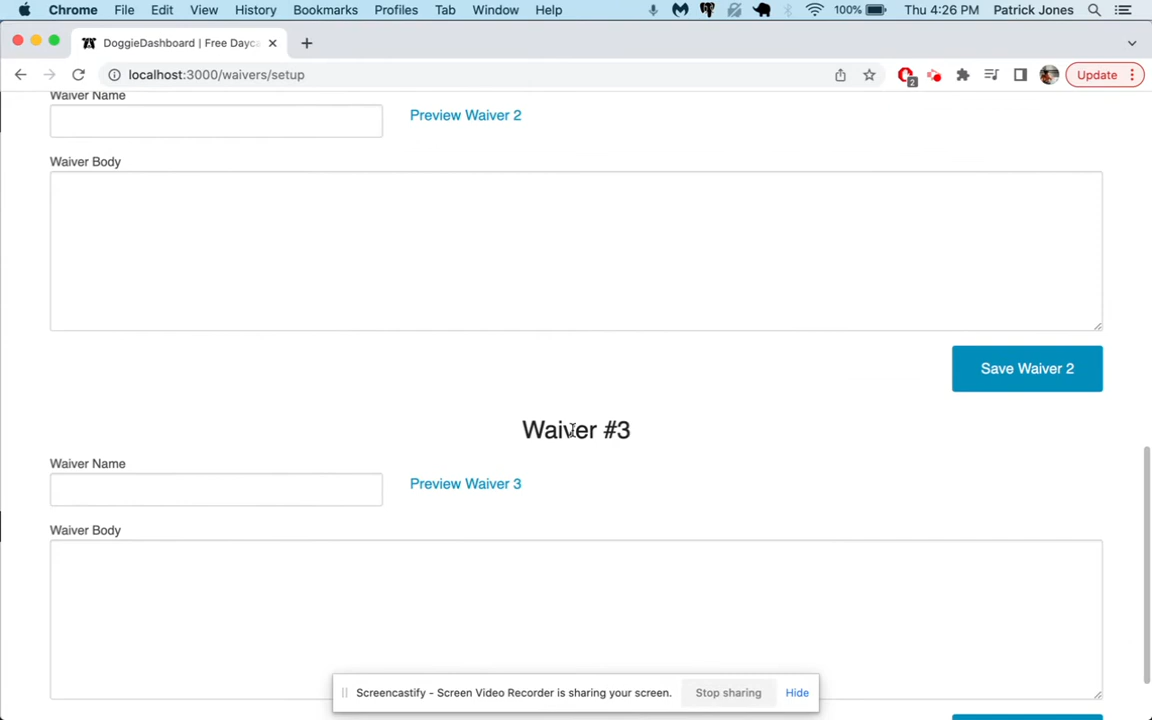 Chrome File Edit View History Bookmarks Profiles Tab Window Help 100% Thu 4:26 PM Patrick Jones
DoggieDashboard | Free Dayca
localhost:3000/waivers/setup
2
Update
Waiver Name
Preview Waiver 2
Waiver Body
Save Waiver 2
Waiver #3
Waiver Name
Preview Waiver 3
Waiver Body
Screencastify - Screen Video Recorder is sharing your screen. Stop sharing Hide